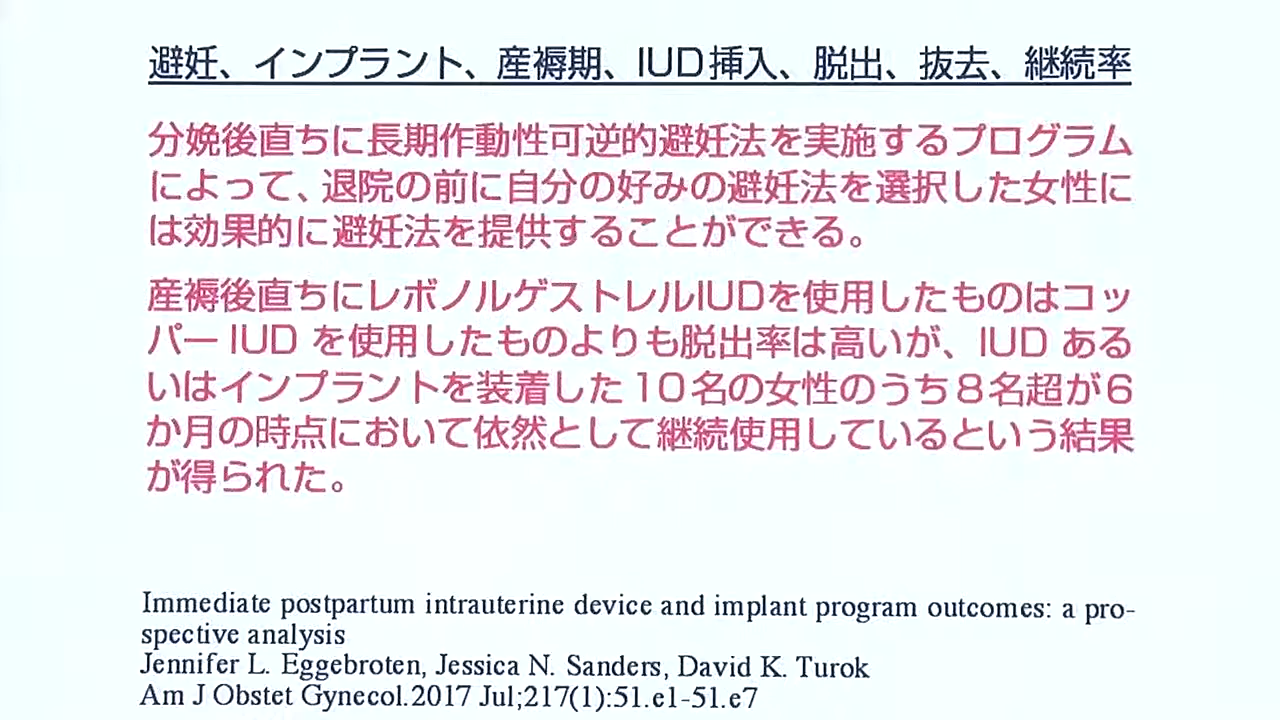 避妊、インプラント、産褥期、IUD挿入、脱出、抜去、継続率
分娩後直ちに長期作動性可逆的避妊法を実施するプログラム
によって、退院の前に自分の好みの避妊法を選択した女性に
は効果的に避妊法を提供することができる。
産褥後直ちにレボノルゲストレルIUDを使用したものはコッ
パー IUD を使用したものよりも脱出率は高いが、IUD ある
いはインプラントを装着した10名の女性のうち8名超が6
か月の時点において依然として継続使用しているという結果
が得られた。
Immediate postpartum intrauterine device and implant program outcomes: a pro-
spective analysis
Jennifer L. Eggebroten, Jessica N. Sanders, David K. Turok
Am J Obstet Gynecol.2017 Jul;217(1):51.e1-51.e7